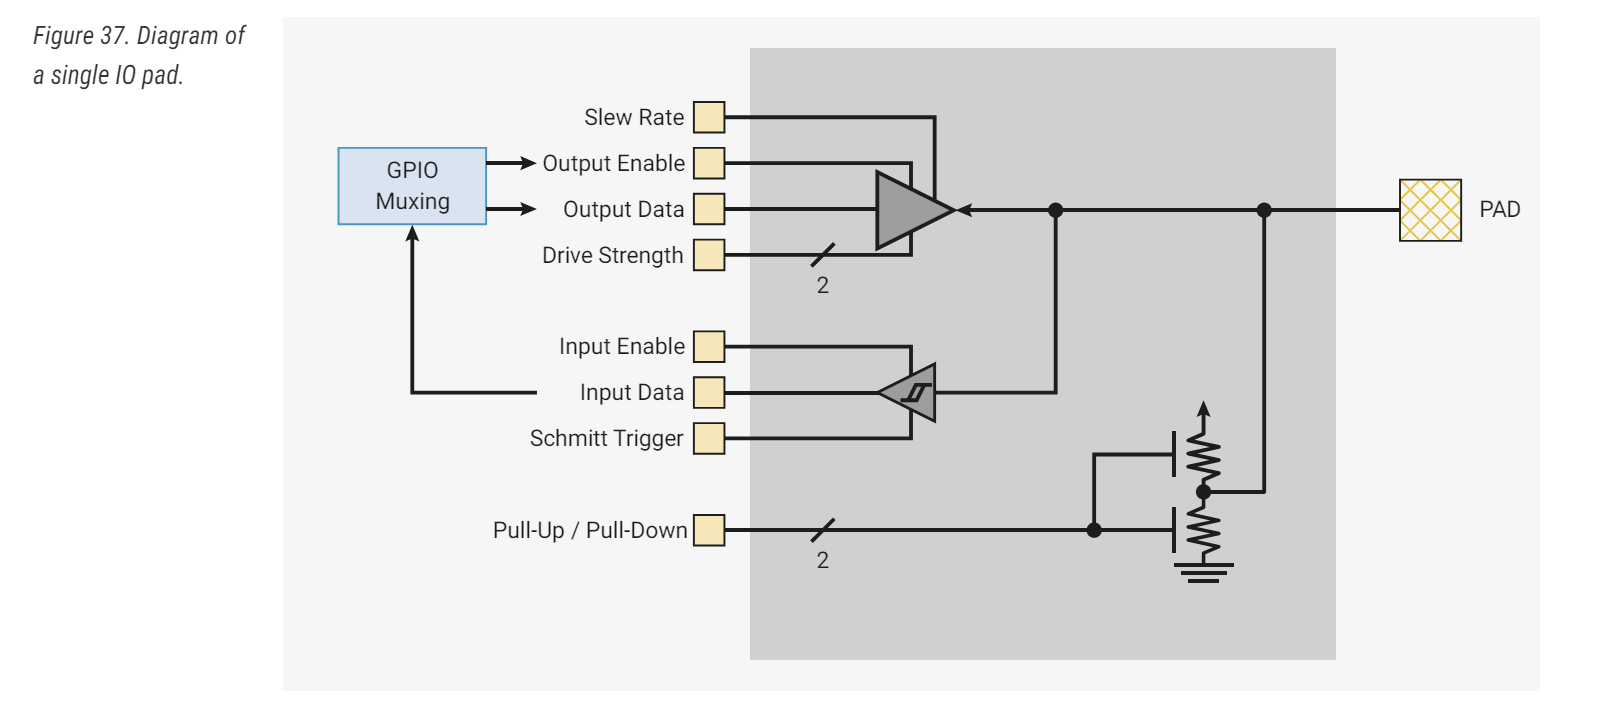 Figure 37. Diagram of
a single IO pad.
Slew Rate
GPIO
Muxing
Output Enable
Output Data
PAD
Drive Strength
2
Input Enable
Input Data
Schmitt Trigger
Pull-Up / Pull-Down
2